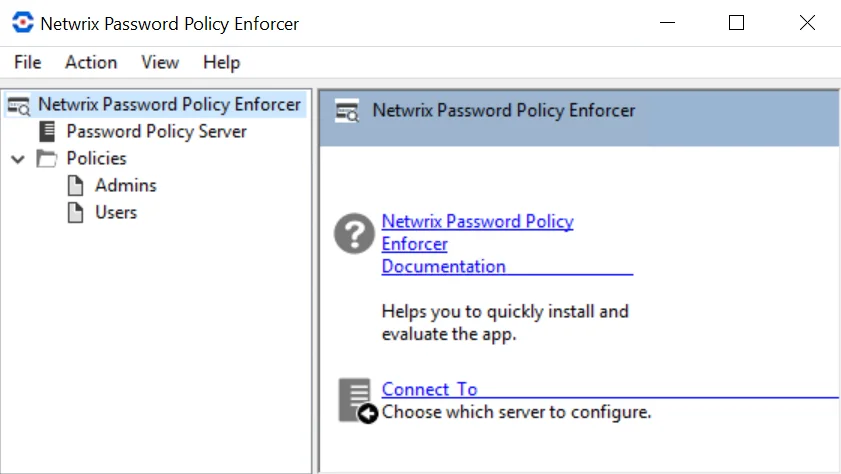 Netwrix Password Policy Enforcer
File Action View Help
Netwrix Password Policy Enforcer
Password Policy Server
Policies
Admins
Users
Netwrix Password Policy Enforcer
Netwrix Password Policy
Enforcer
Documentation
Helps you to quickly install and
evaluate the app.
Connect To
Choose which server to configure.